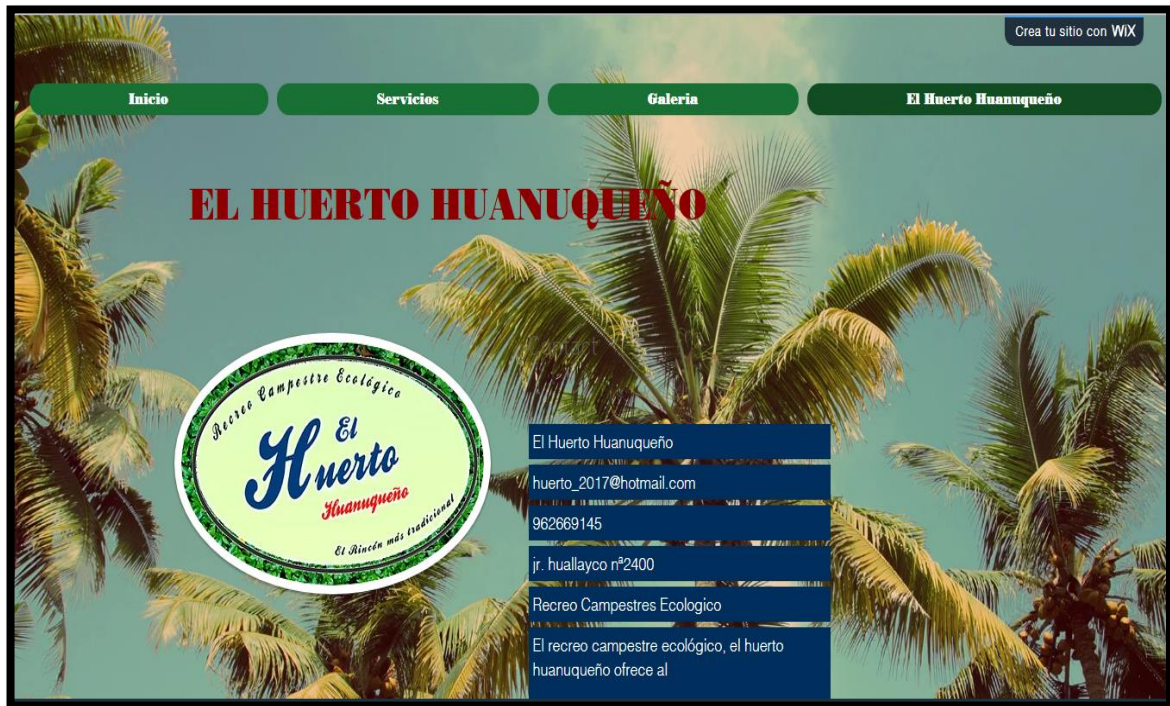 Crea tu sitio con WiX
Inicio
Servicios
Galeria
El Huerto Huanuqueño
EL HUERTO HUANUQUEÑO
Contact
Recreo Campestre Ecológico
El
Huerto
Huanuqueño
El Rincón más tradicional
El Huerto Huanuqueño
huerto_2017@hotmail.com
962669145
jr. huallayco nª2400
Recreo Campestres Ecologico
El recreo campestre ecológico, el huerto
huanuqueño ofrece al